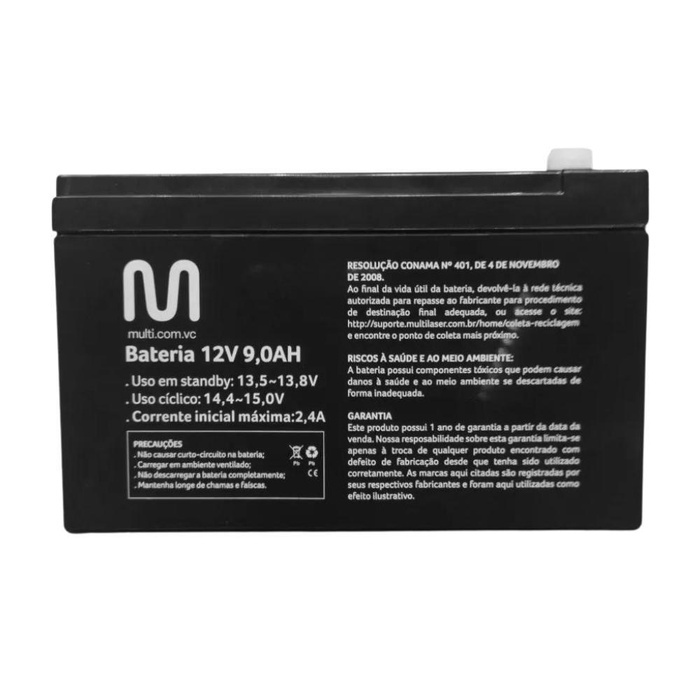 multi.com.vc
Bateria 12V 9,0AH
. Uso em standby: 13,5~13,8V
. Uso cíclico: 14,4~15,0V
. Corrente inicial máxima:2,4A
PRECAUÇÕES
. Não causar curto-circuito na bateria;
. Carregar em ambiente ventilado;
. Não descarregar a bateria completamente;
. Mantenha longe de chamas e faíscas.
Pb Pb
CE
RESOLUÇÃO CONAMA Nº 401, DE 4 DE NOVEMBRO
DE 2008.
Ao final da vida útil da bateria, devolvê-la à rede técnica
autorizada para repasse ao fabricante para procedimento
de destinação final adequada, ou acesse o site:
http://suporte.multilaser.com.br/home/coleta-reciclagem
e encontre o ponto de coleta mais próximo.
RISCOS À SAÚDE E AO MEIO AMBIENTE:
A bateria possui componentes tóxicos que podem causar
danos à saúde e ao meio ambiente se descartadas de
forma inadequada.
GARANTIA
Este produto possui 1 ano de garantia a partir da data da
venda. Nossa resposabilidade sobre esta garantia limita-se
apenas à troca de qualquer produto encontrado com
defeito de fabricação desde que tenha sido utilizado
corretamente. As marcas aqui citadas são registradas por
seus respectivos fabricantes e foram aqui utilizadas como
efeito ilustrativo.